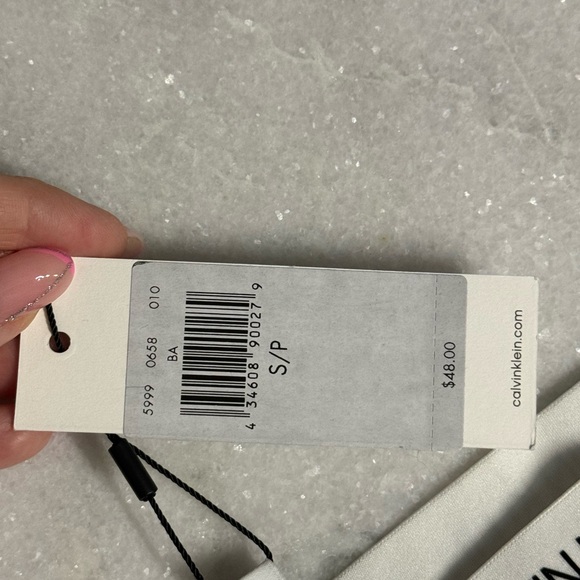 5999 0658 010
BA
4 34608 90027 9
S/P
$48.00
calvinklein.com